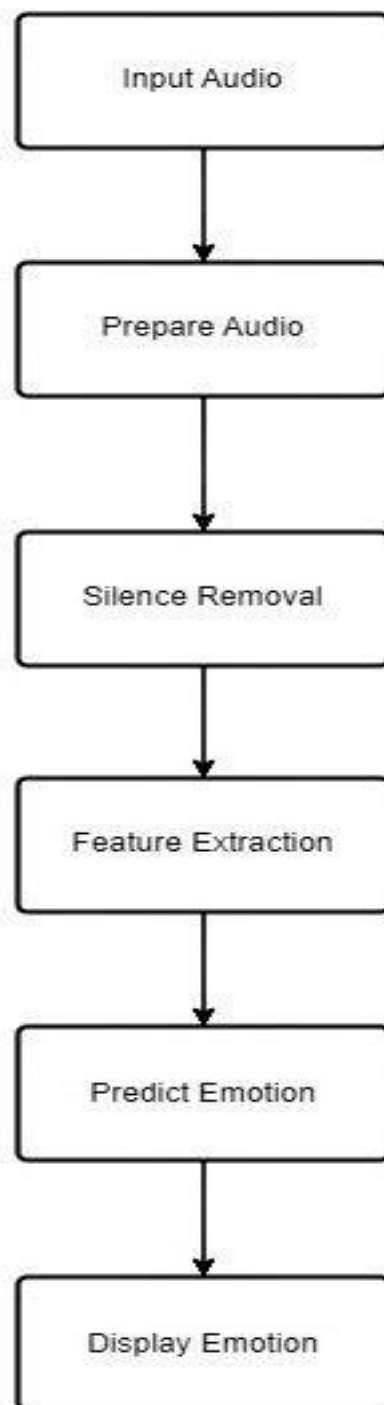 Input Audio
Prepare Audio
Silence Removal
Feature Extraction
Predict Emotion
Display Emotion